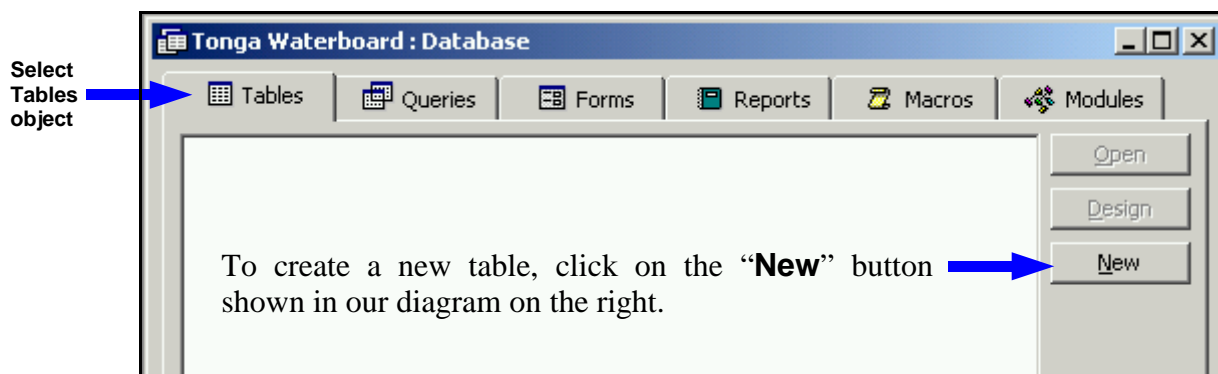 Tonga Waterboard : Database
Select
Tables
object
Tables
Queries
Forms
Reports
Macros
Modules
Open
Design
New
To create a new table, click on the “New” button
shown in our diagram on the right.